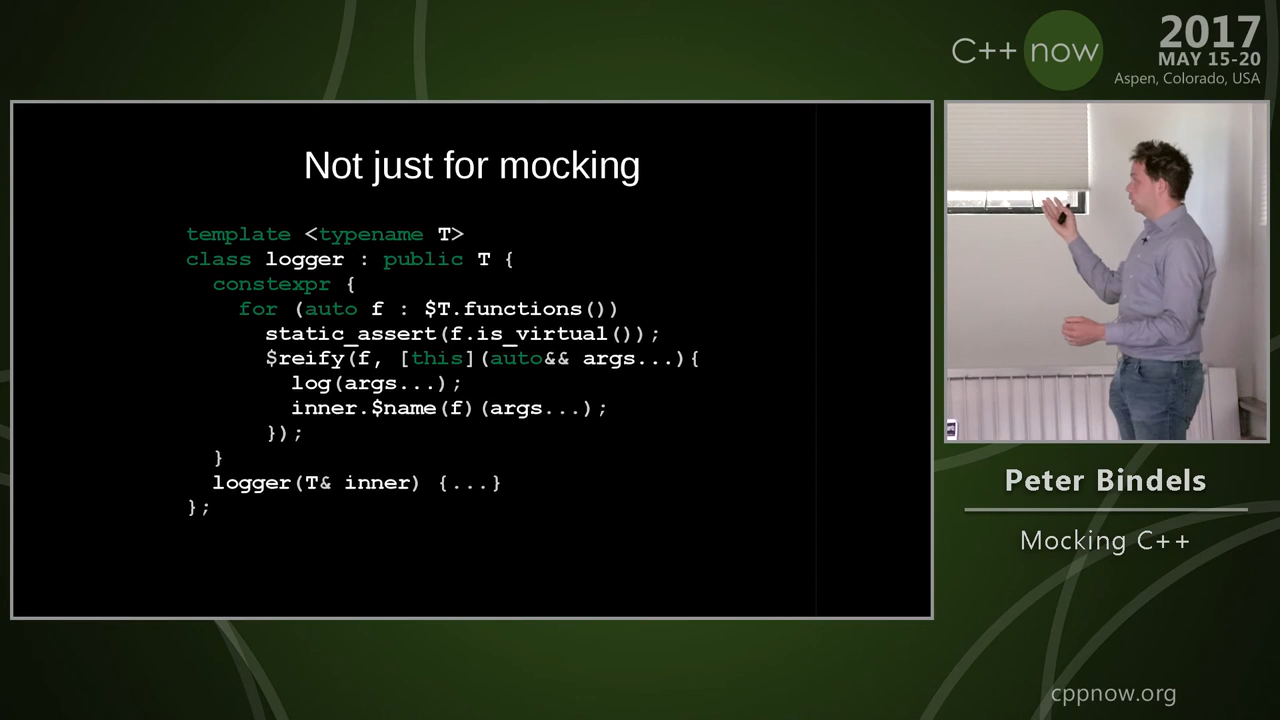 C++ now
2017
MAY 15-20
Aspen, Colorado, USA
Not just for mocking
template <typename T>
class logger : public T {
constexpr {
for (auto f : $T.functions())
static_assert(f.is_virtual());
$reify(f, [this](auto&& args...){
log(args...);
inner.$name(f)(args...);
});
}
logger(T& inner) {...}
};
Peter Bindels
Mocking C++
cppnow.org